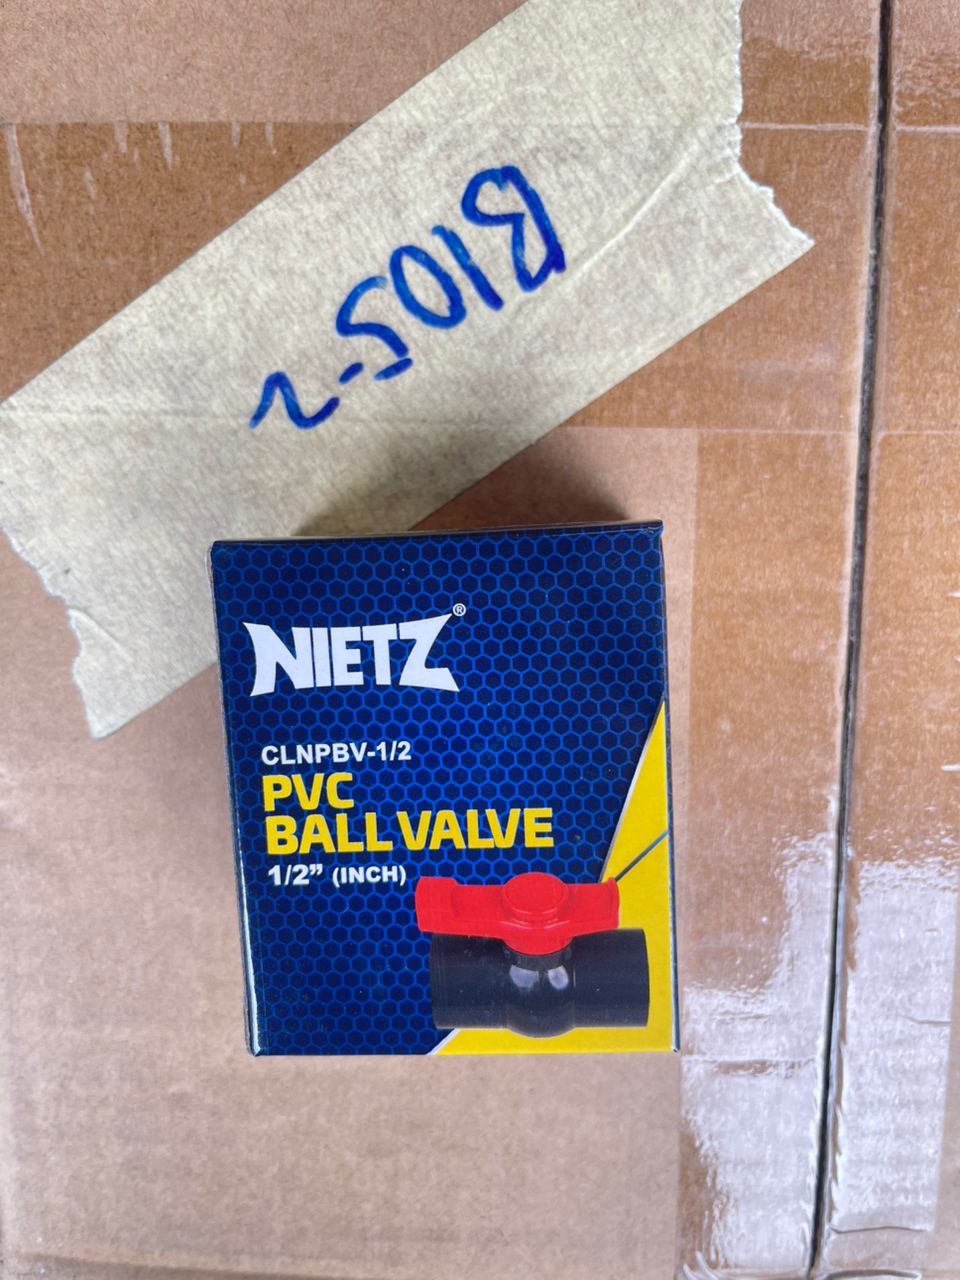 B105-2
NIETZ®
CLNPBV-1/2
PVC
BALL VALVE
1/2” (INCH)